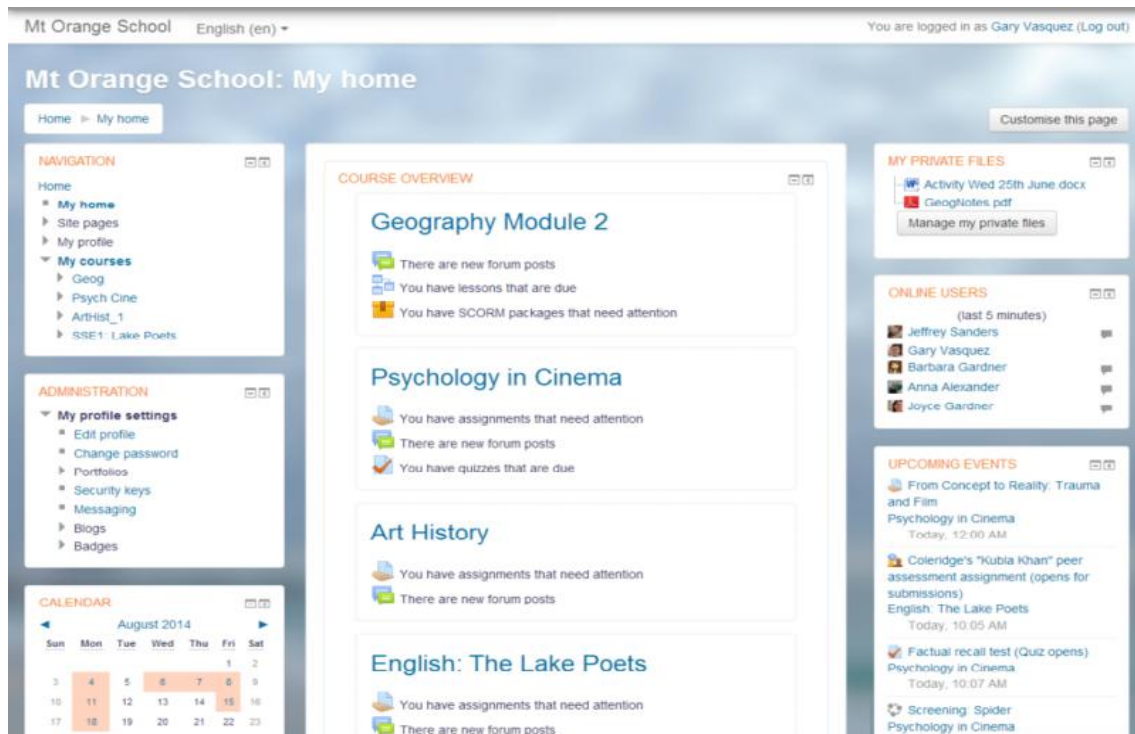 Mt Orange School
English (en)
You are logged in as Gary Vasquez (Log out)
Mt Orange School: My home
Home
My home
Customise this page
NAVIGATION
Home
My home
Site pages
My profile
My courses
Geog
Psych Cine
ArtHist_1
SSE1: Lake Poets
ADMINISTRATION
My profile settings
Edit profile
Change password
Portfolios
Security keys
Messaging
Blogs
Badges
CALENDAR
August 2014
Sun Mon Tue Wed Thu Fri Sat
1 2
3 4 5 6 7 8 9
10 11 12 13 14 15 16
17 18 19 20 21 22 23
COURSE OVERVIEW
Geography Module 2
There are new forum posts
You have lessons that are due
You have SCORM packages that need attention
Psychology in Cinema
You have assignments that need attention
There are new forum posts
You have quizzes that are due
Art History
You have assignments that need attention
There are new forum posts
English: The Lake Poets
You have assignments that need attention
There are new forum posts
MY PRIVATE FILES
Activity Wed 25th June.docx
GeogNotes.pdf
Manage my private files
ONLINE USERS
(last 5 minutes)
Jeffrey Sanders
Gary Vasquez
Barbara Gardner
Anna Alexander
Joyce Gardner
UPCOMING EVENTS
From Concept to Reality: Trauma
and Film
Psychology in Cinema
Today, 12:00 AM
Coleridge's "Kubla Khan" peer
assessment assignment (opens for
submissions)
English: The Lake Poets
Today, 10:05 AM
Factual recall test (Quiz opens)
Psychology in Cinema
Today, 10:07 AM
Screening: Spider
Psychology in Cinema